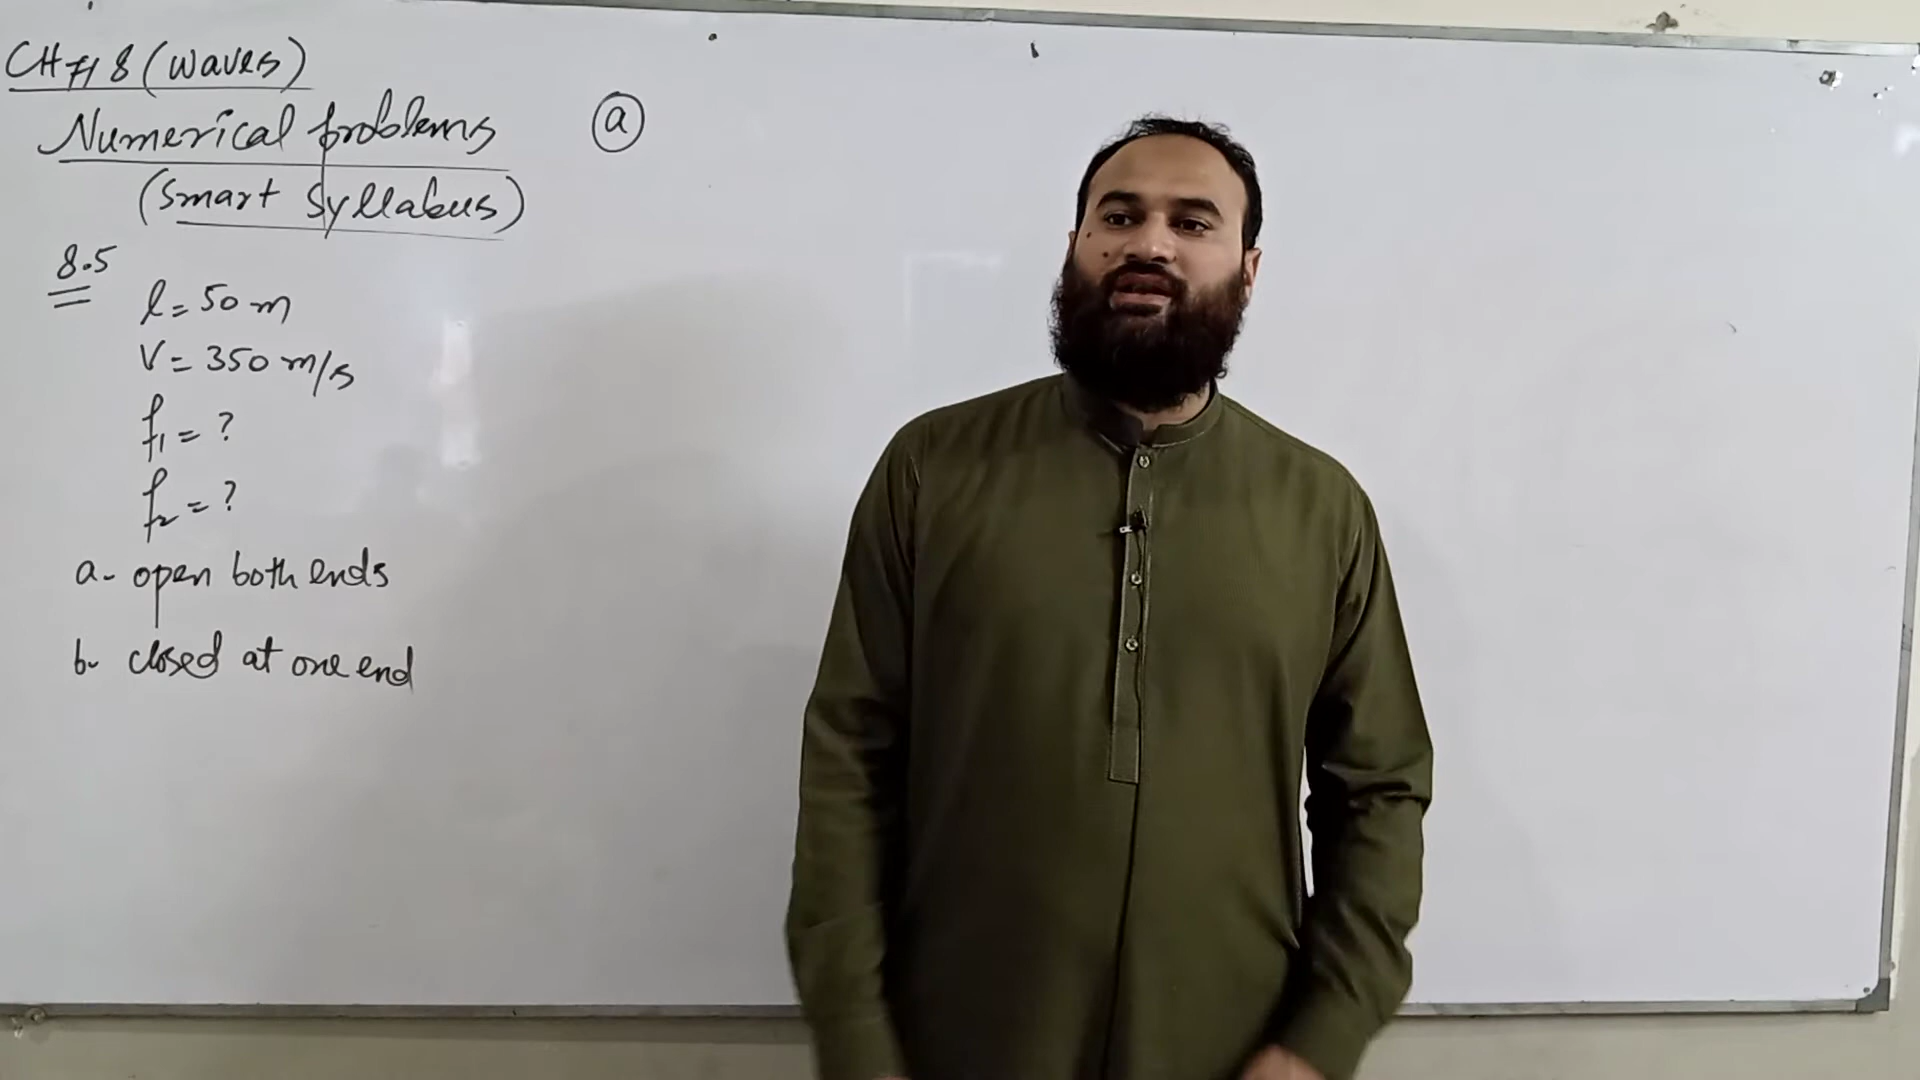 CH # 8 (waves)
Numerical problems
(Smart Syllabus)
8.5
l = 50 m
V = 350 m/s
f1 = ?
f2 = ?
a- open both ends
b- closed at one end
a